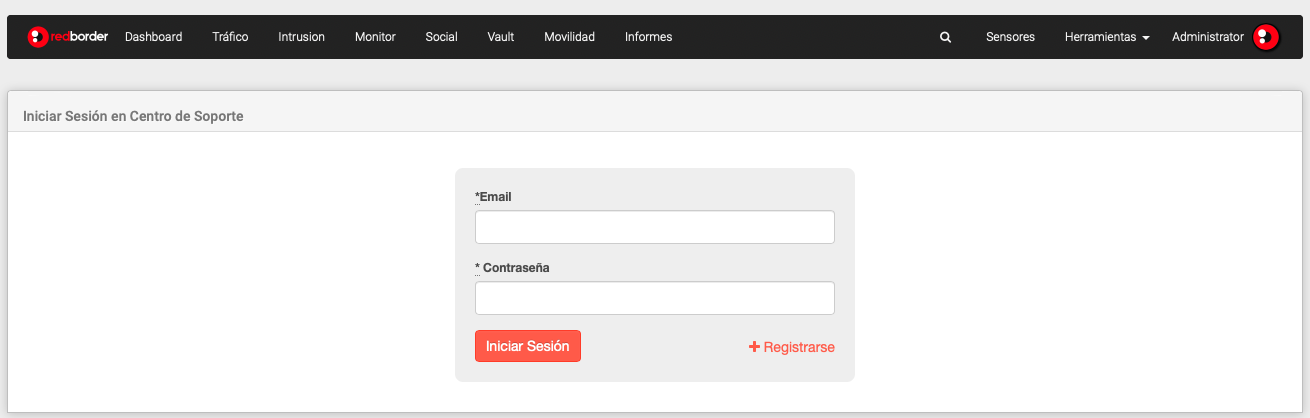 redborder Dashboard Tráfico Intrusion Monitor Social Vault Movilidad Informes Sensores Herramientas Administrator
Iniciar Sesión en Centro de Soporte
*Email
* Contraseña
Iniciar Sesión Registrarse